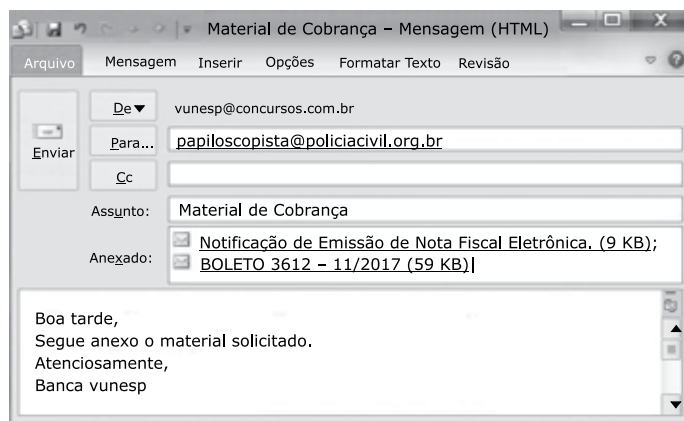 Material de Cobrança – Mensagem (HTML)
Arquivo Mensagem Inserir Opções Formatar Texto Revisão
De▼ vunesp@concursos.com.br
Enviar
Para... papiloscopista@policiacivil.org.br
Cc
Assunto: Material de Cobrança
Anexado: Notificação de Emissão de Nota Fiscal Eletrônica. (9 KB);
BOLETO 3612 – 11/2017 (59 KB)
Boa tarde,
Segue anexo o material solicitado.
Atenciosamente,
Banca vunesp